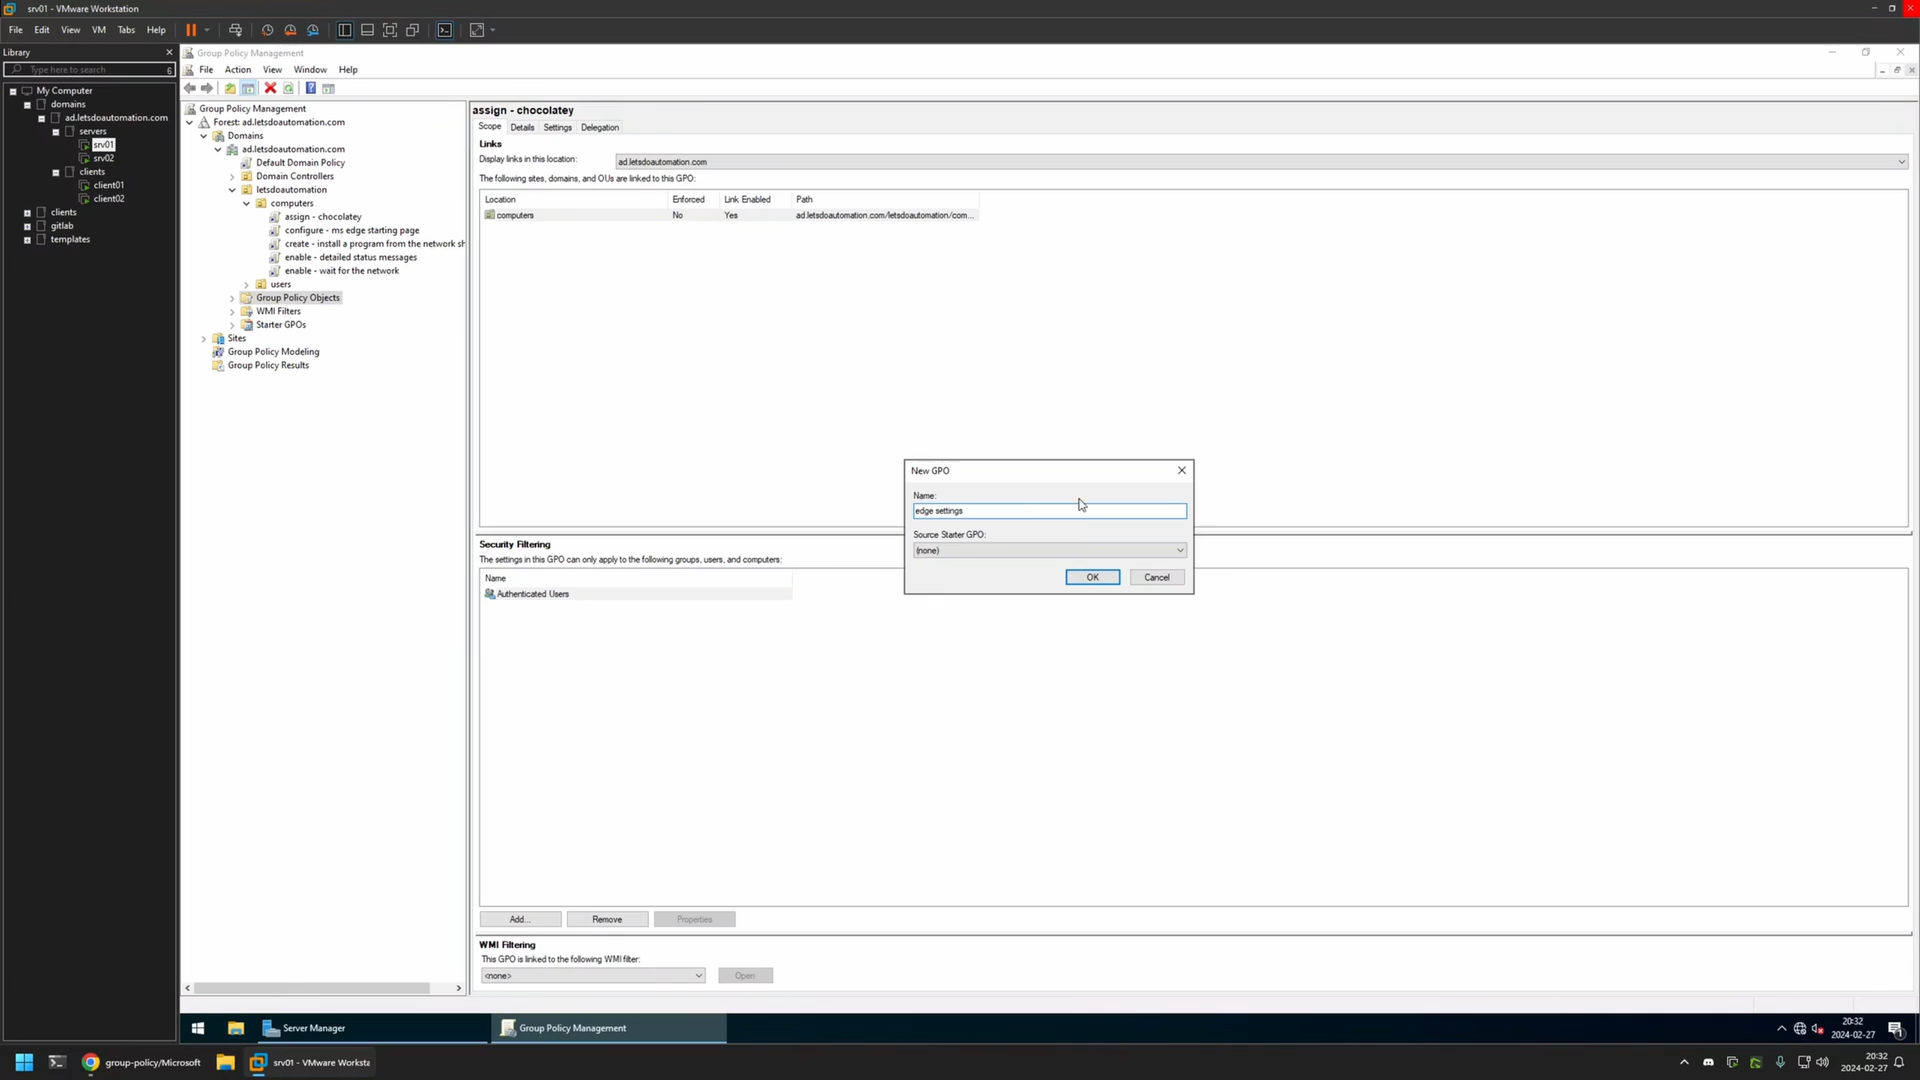 srv01 - VMware Workstation
File Edit View VM Tabs Help
Library
Type here to search
My Computer
domains
ad.letsdoautomation.com
servers
srv01
srv02
clients
client01
client02
clients
gitlab
templates
Group Policy Management
File Action View Window Help
Group Policy Management
Forest: ad.letsdoautomation.com
Domains
ad.letsdoautomation.com
Default Domain Policy
Domain Controllers
letsdoautomation
computers
assign - chocolatey
configure - ms edge starting page
create - install a program from the network sh
enable - detailed status messages
enable - wait for the network
users
Group Policy Objects
WMI Filters
Starter GPOs
Sites
Group Policy Modeling
Group Policy Results
assign - chocolatey
Scope Details Settings Delegation
Links
Display links in this location: ad.letsdoautomation.com
The following sites, domains, and OUs are linked to this GPO:
Location Enforced Link Enabled Path
computers No Yes ad.letsdoautomation.com/letsdoautomation/com...
New GPO
Name:
edge settings
Source Starter GPO:
(none)
OK Cancel
Security Filtering
The settings in this GPO can only apply to the following groups, users, and computers:
Name
Authenticated Users
Add... Remove Properties
WMI Filtering
This GPO is linked to the following WMI filter:
<none> Open
Server Manager Group Policy Management
20:32
2024-02-27
group-policy/Microsoft srv01 - VMware Worksta
20:32
2024-02-27